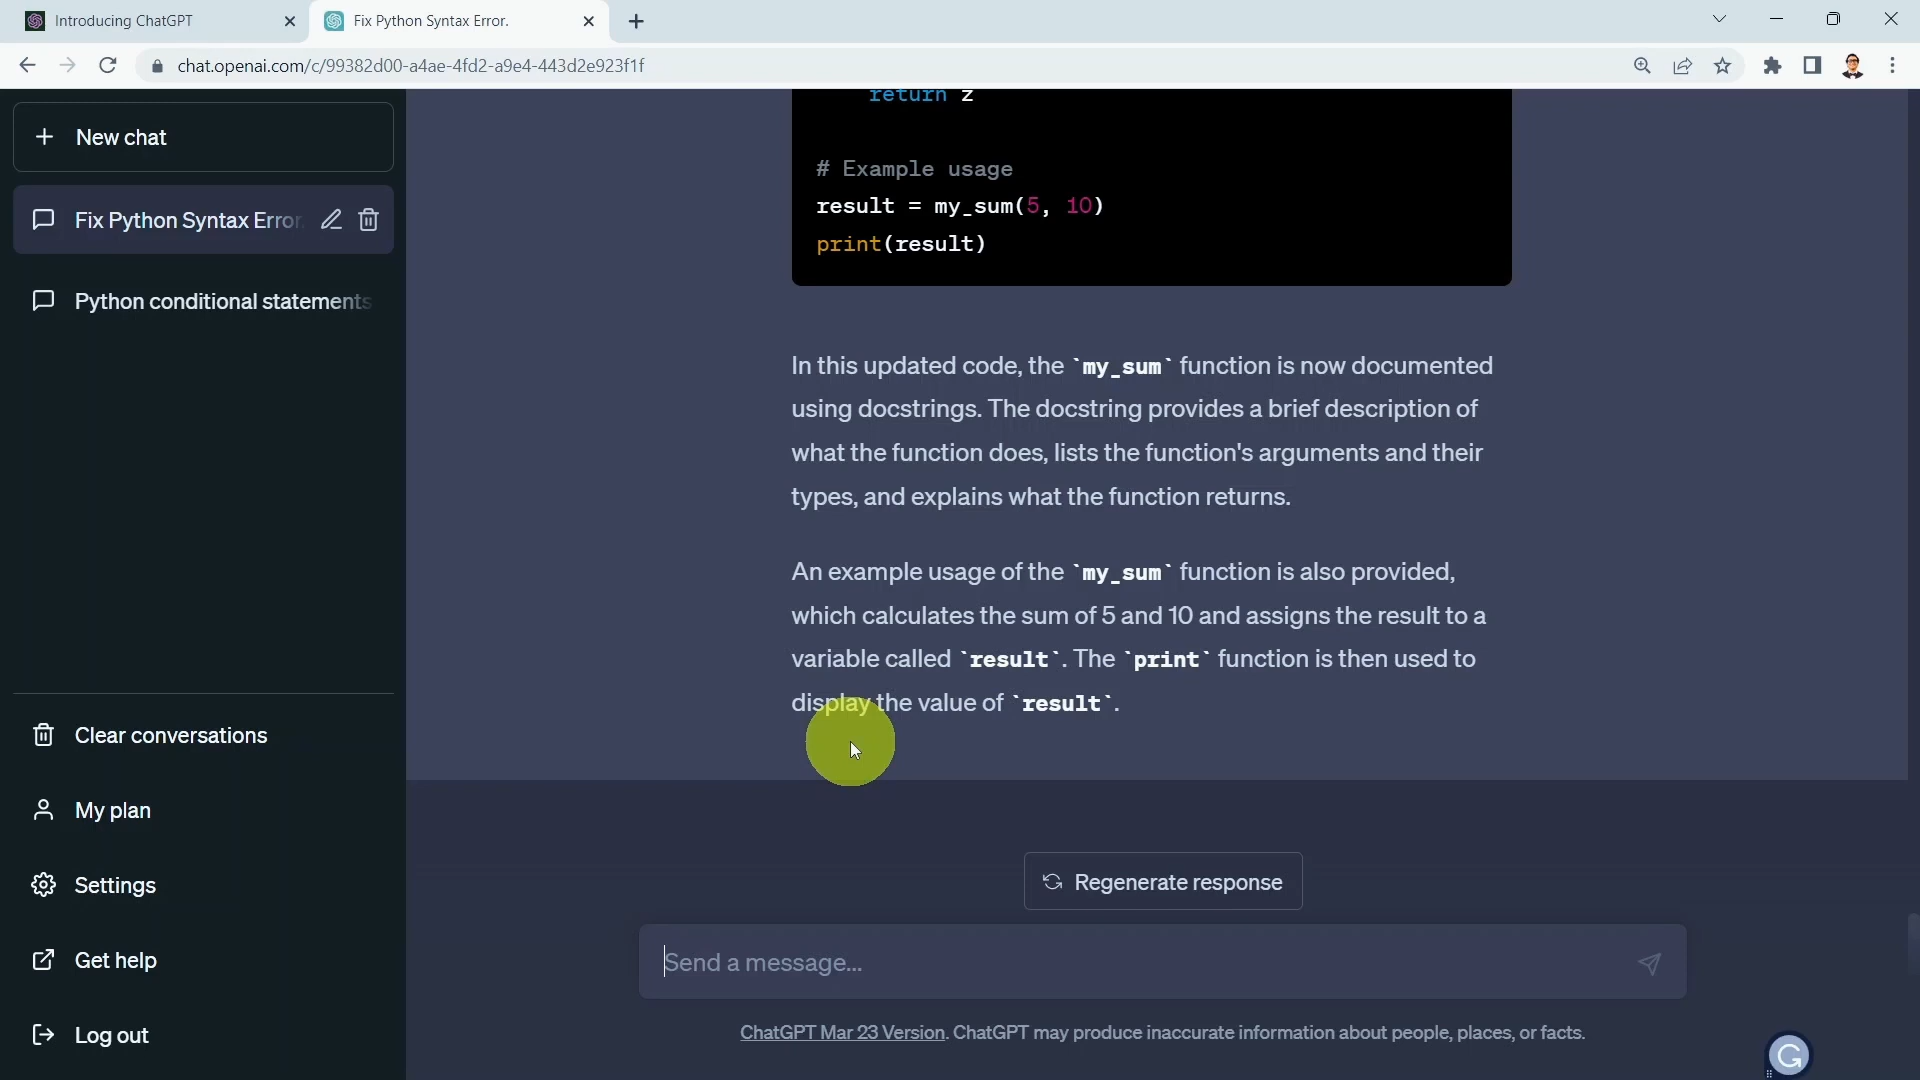 Introducing ChatGPT
Fix Python Syntax Error.
chat.openai.com/c/99382d00-a4ae-4fd2-a9e4-443d2e923f1f
New chat
Fix Python Syntax Error
Python conditional statements
return z
# Example usage
result = my_sum(5, 10)
print(result)
In this updated code, the `my_sum` function is now documented
using docstrings. The docstring provides a brief description of
what the function does, lists the function's arguments and their
types, and explains what the function returns.
An example usage of the `my_sum` function is also provided,
which calculates the sum of 5 and 10 and assigns the result to a
variable called `result`. The `print` function is then used to
display the value of `result`.
Clear conversations
My plan
Settings
Get help
Log out
Regenerate response
Send a message...
ChatGPT Mar 23 Version. ChatGPT may produce inaccurate information about people, places, or facts.